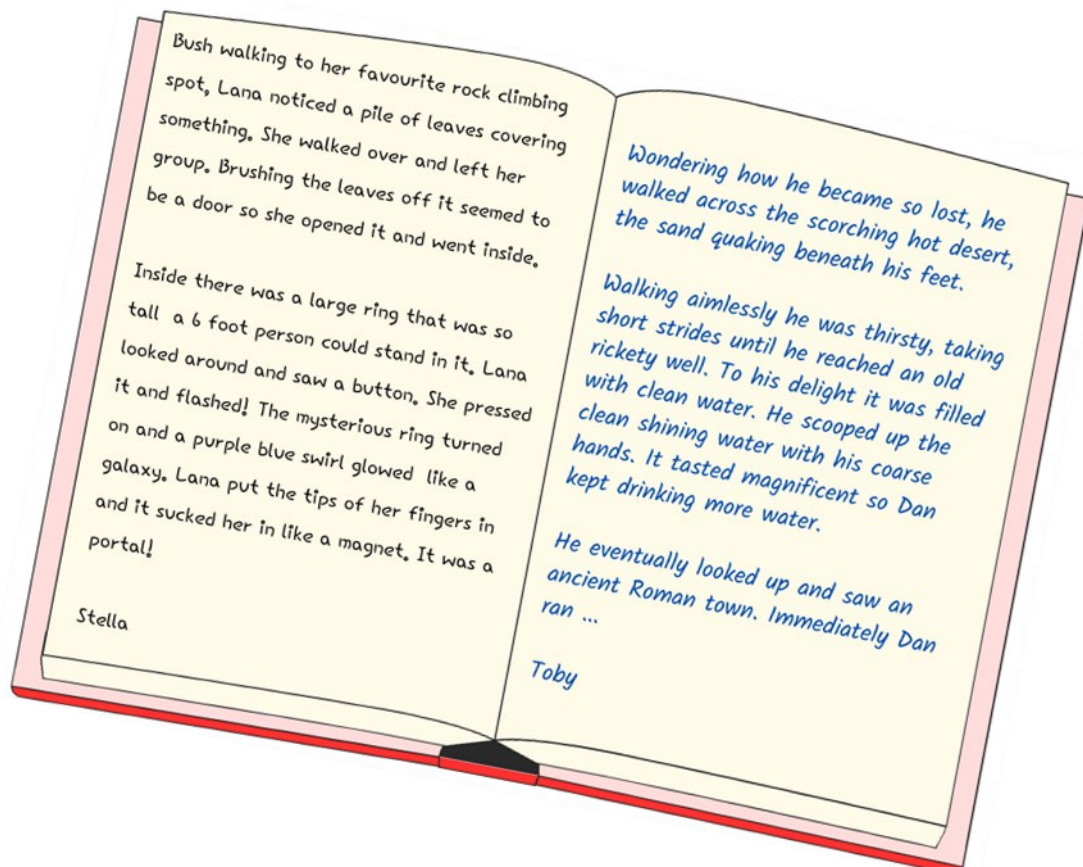 Bush walking to her favourite rock climbing
spot, Lana noticed a pile of leaves covering
something. She walked over and left her
group. Brushing the leaves off it seemed to
be a door so she opened it and went inside.
Inside there was a large ring that was so
tall a 6 foot person could stand in it. Lana
looked around and saw a button. She pressed
it and flashed! The mysterious ring turned
on and a purple blue swirl glowed like a
galaxy. Lana put the tips of her fingers in
and it sucked her in like a magnet. It was a
portal!
Stella
Wondering how he became so lost, he
walked across the scorching hot desert,
the sand quaking beneath his feet.
Walking aimlessly he was thirsty, taking
short strides until he reached an old
rickety well. To his delight it was filled
with clean water. He scooped up the
clean shining water with his coarse
hands. It tasted magnificent so Dan
kept drinking more water.
He eventually looked up and saw an
ancient Roman town. Immediately Dan
ran ...
Toby